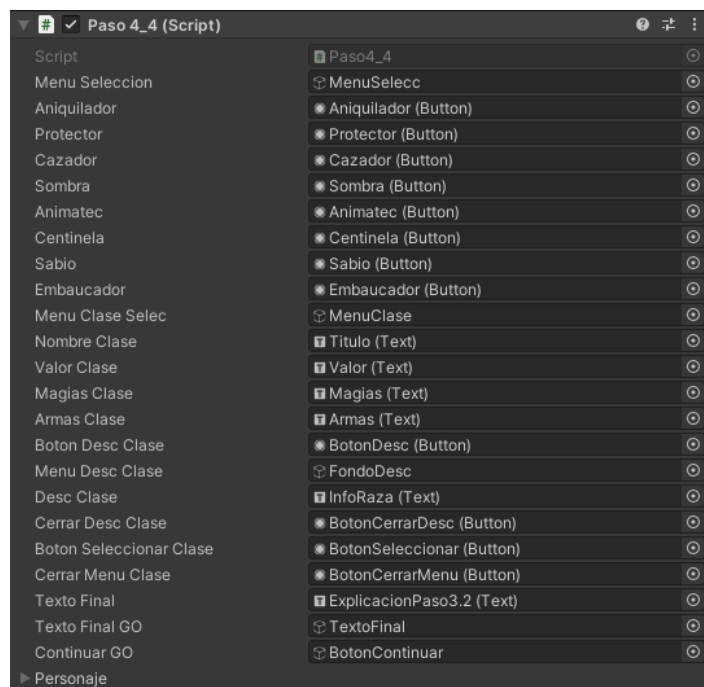 Paso 4_4 (Script)
Script Paso4_4
Menu Seleccion MenuSelecc
Aniquilador Aniquilador (Button)
Protector Protector (Button)
Cazador Cazador (Button)
Sombra Sombra (Button)
Animatec Animatec (Button)
Centinela Centinela (Button)
Sabio Sabio (Button)
Embaucador Embaucador (Button)
Menu Clase Selec MenuClase
Nombre Clase Titulo (Text)
Valor Clase Valor (Text)
Magias Clase Magias (Text)
Armas Clase Armas (Text)
Boton Desc Clase BotonDesc (Button)
Menu Desc Clase FondoDesc
Desc Clase InfoRaza (Text)
Cerrar Desc Clase BotonCerrarDesc (Button)
Boton Seleccionar Clase BotonSeleccionar (Button)
Cerrar Menu Clase BotonCerrarMenu (Button)
Texto Final ExplicacionPaso3.2 (Text)
Texto Final GO TextoFinal
Continuar GO BotonContinuar
Personaje